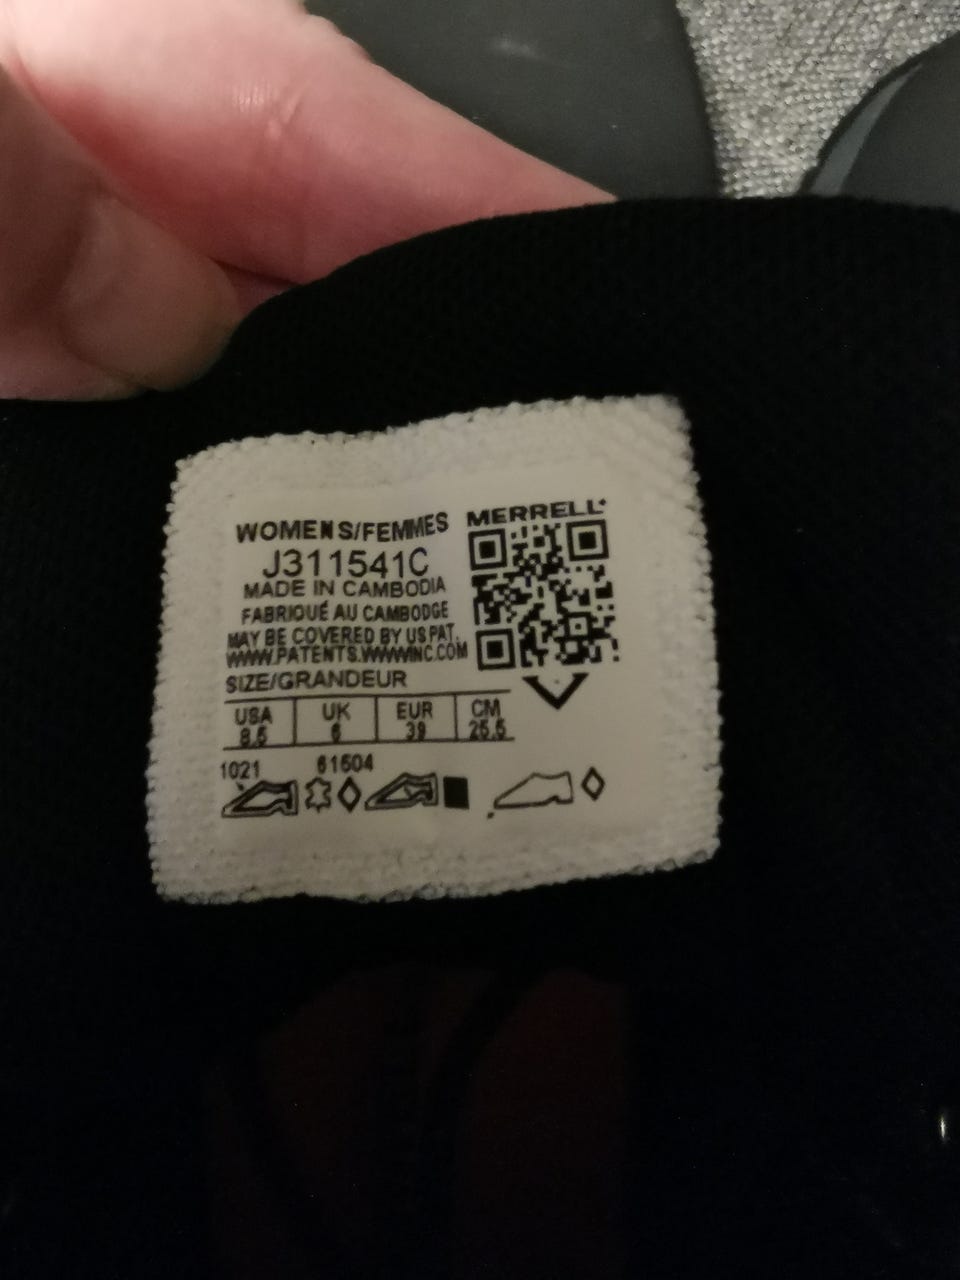 WOMENS/FEMMES
J311541C
MADE IN CAMBODIA
FABRIQUÉ AU CAMBODGE
MAY BE COVERED BY US PAT.
WWW.PATENTS.WWWINC.COM
SIZE/GRANDEUR
USA UK EUR CM
8.5 6 39 25.5
1021 61504
MERRELL